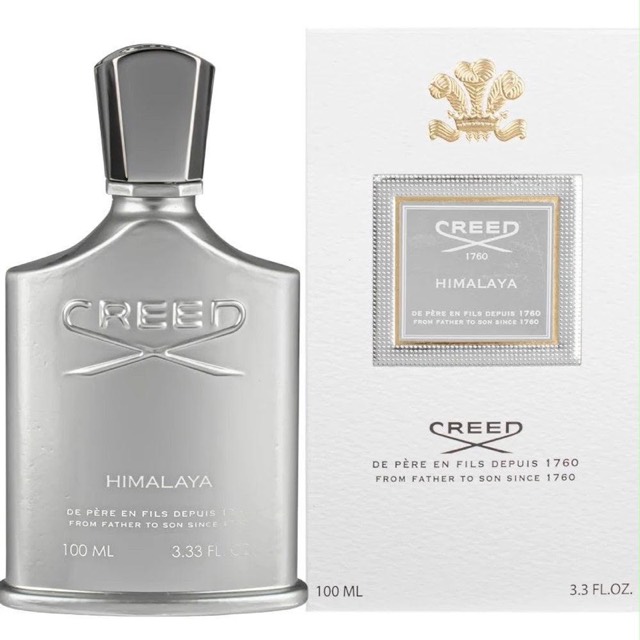 CREED
HIMALAYA
DE PÈRE EN FILS DEPUIS
FROM FATHER TO SON SINCE
100 ML 3.33 FL.OZ
CREED
1760
HIMALAYA
DE PÈRE EN FILS DEPUIS 1760
FROM FATHER TO SON SINCE 1760
CREED
DE PÈRE EN FILS DEPUIS 1760
FROM FATHER TO SON SINCE 1760
100 ML 3.3 FL.OZ.